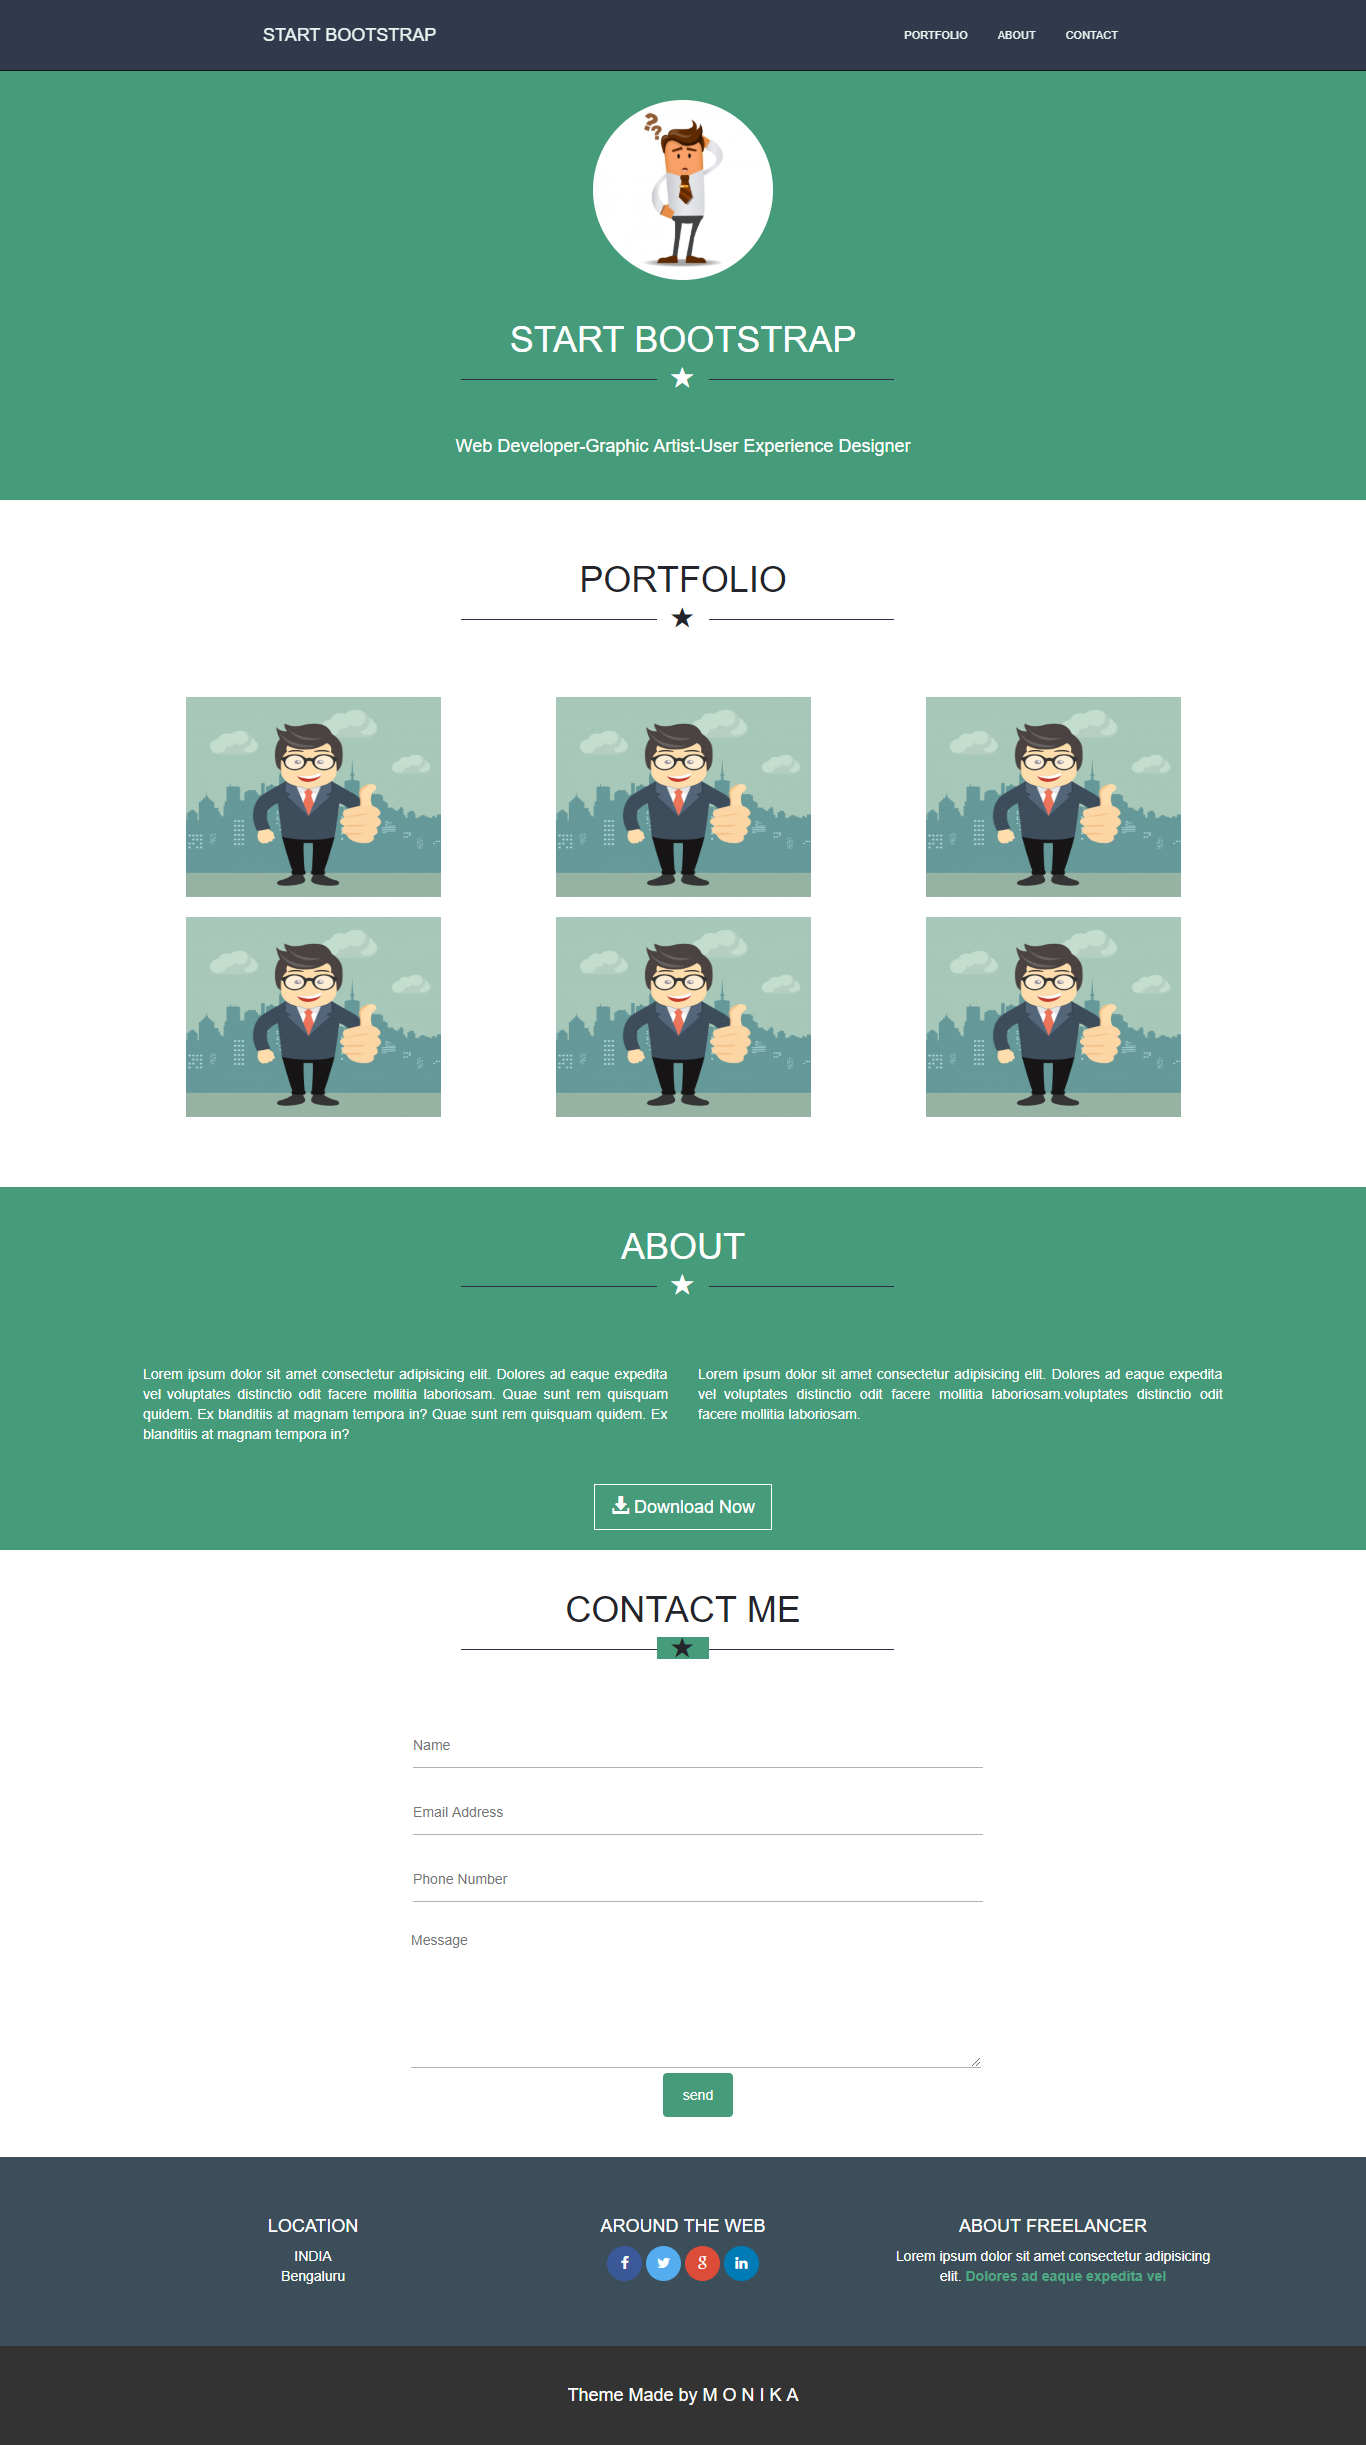 START BOOTSTRAP
PORTFOLIO ABOUT CONTACT
??
START BOOTSTRAP
Web Developer-Graphic Artist-User Experience Designer
PORTFOLIO
ABOUT
Lorem ipsum dolor sit amet consectetur adipisicing elit. Dolores ad eaque expedita
vel voluptates distinctio odit facere mollitia laboriosam. Quae sunt rem quisquam
quidem. Ex blanditiis at magnam tempora in? Quae sunt rem quisquam quidem. Ex
blanditiis at magnam tempora in?
Lorem ipsum dolor sit amet consectetur adipisicing elit. Dolores ad eaque expedita
vel voluptates distinctio odit facere mollitia laboriosam.voluptates distinctio odit
facere mollitia laboriosam.
Download Now
CONTACT ME
Name
Email Address
Phone Number
Message
send
LOCATION
INDIA
Bengaluru
AROUND THE WEB
f g in
ABOUT FREELANCER
Lorem ipsum dolor sit amet consectetur adipisicing
elit. Dolores ad eaque expedita vel
Theme Made by M O N I K A